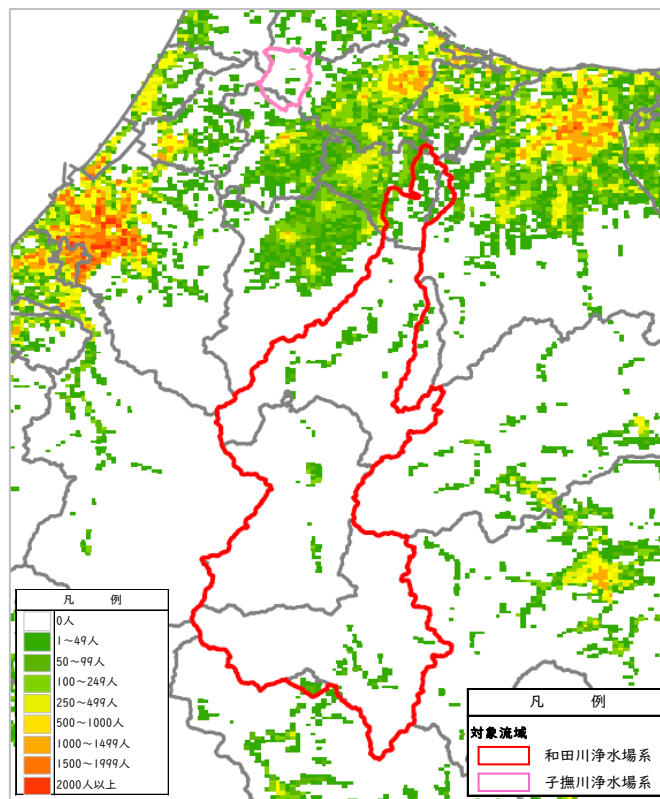 凡 例
0人
1～49人
50～99人
100～249人
250～499人
500～1000人
1000～1499人
1500～1999人
2000人以上
凡 例
対象流域
和田川浄水場系
子撫川浄水場系